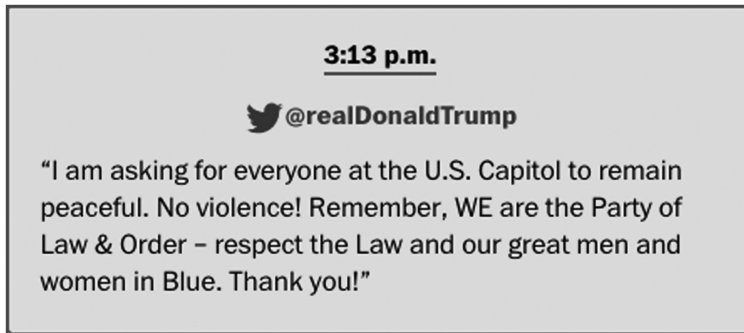 3:13 p.m.
@realDonaldTrump
“I am asking for everyone at the U.S. Capitol to remain
peaceful. No violence! Remember, WE are the Party of
Law & Order – respect the Law and our great men and
women in Blue. Thank you!”